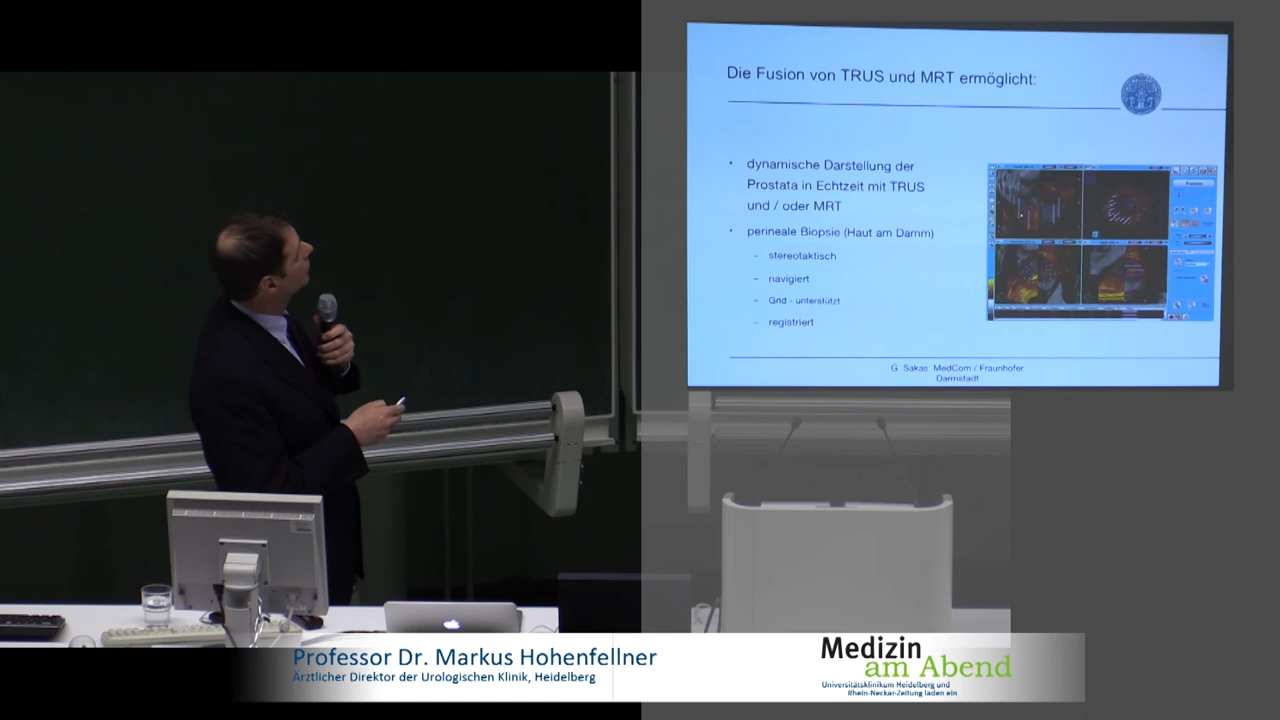 Die Fusion von TRUS und MRT ermöglicht:
• dynamische Darstellung der
Prostata in Echtzeit mit TRUS
und / oder MRT
• perineale Biopsie (Haut am Damm)
– stereotaktisch
– navigiert
– Grid - unterstützt
– registriert
G. Sakas. MedCom / Fraunhofer
Darmstadt
Professor Dr. Markus Hohenfellner
Ärztlicher Direktor der Urologischen Klinik, Heidelberg
Medizin
am Abend
Universitätsklinikum Heidelberg und
Rhein-Neckar-Zeitung laden ein